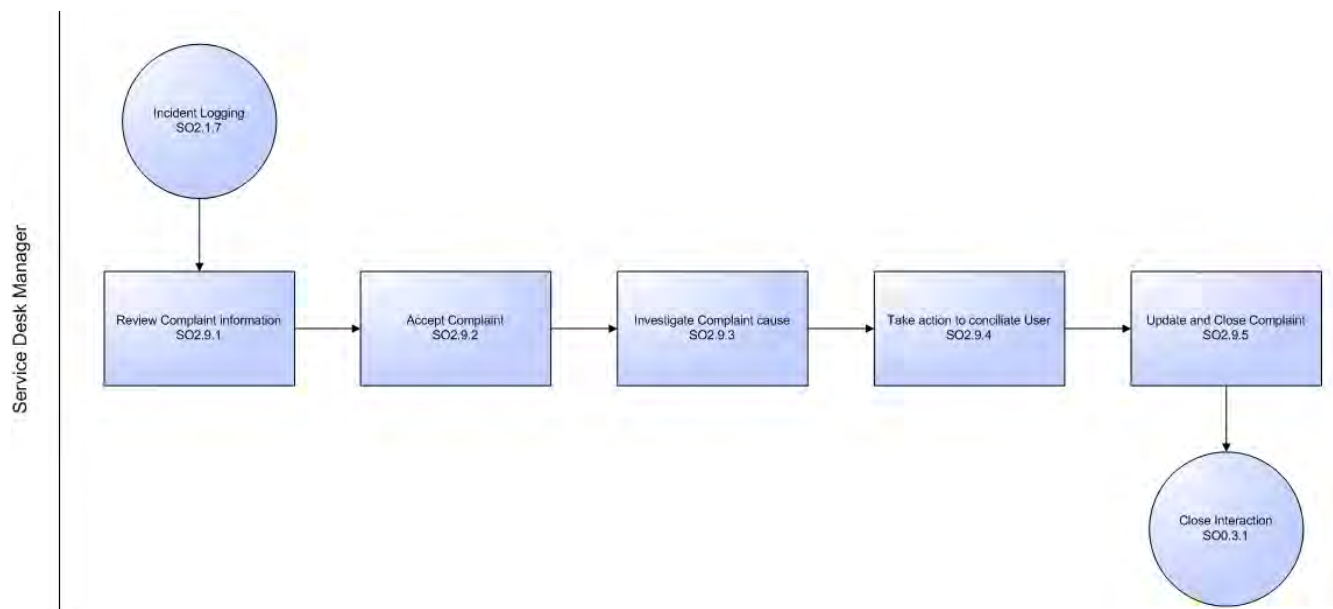 Service Desk Manager
Incident Logging
SO2.1.7
Review Complaint information
SO2.9.1
Accept Complaint
SO2.9.2
Investigate Complaint cause
SO2.9.3
Take action to conciliate User
SO2.9.4
Update and Close Complaint
SO2.9.5
Close Interaction
SO0.3.1